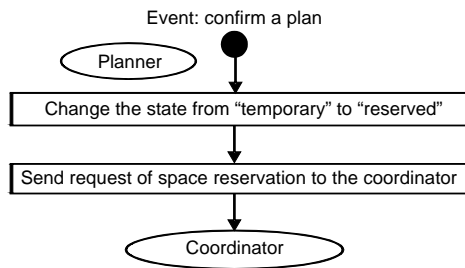 Event: confirm a plan
Planner
Change the state from “temporary” to “reserved”
Send request of space reservation to the coordinator
Coordinator